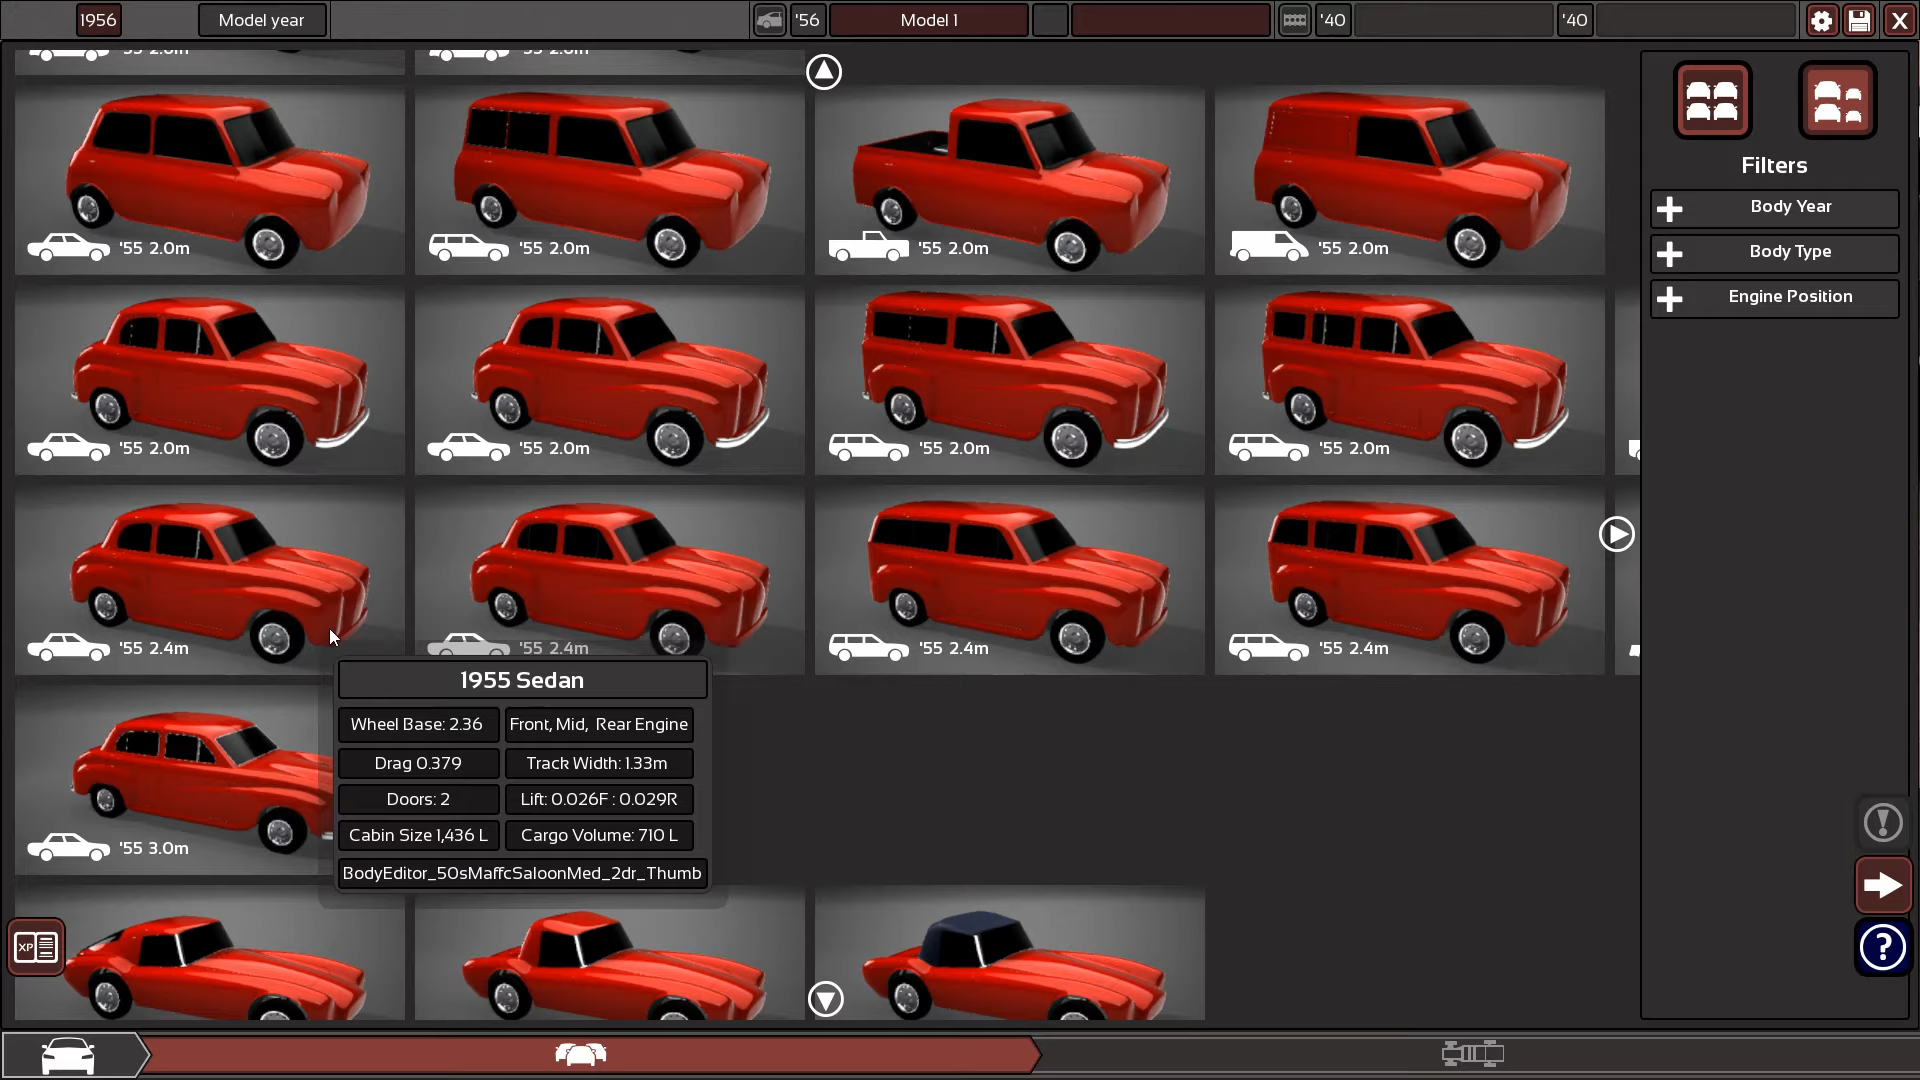 1956
Model year
'56
Model 1
'40
'40
'55 2.0m
'55 2.0m
'55 2.0m
'55 2.0m
Filters
Body Year
Body Type
Engine Position
'55 2.0m
'55 2.0m
'55 2.0m
'55 2.0m
'55 2.4m
'55 2.4m
'55 2.4m
'55 2.4m
1955 Sedan
Wheel Base: 2.36
Front, Mid, Rear Engine
Drag 0.379
Track Width: 1.33m
Doors: 2
Lift: 0.026F : 0.029R
Cabin Size 1,436 L
Cargo Volume: 710 L
BodyEditor_50sMaffcSaloonMed_2dr_Thumb
'55 3.0m
XP
?